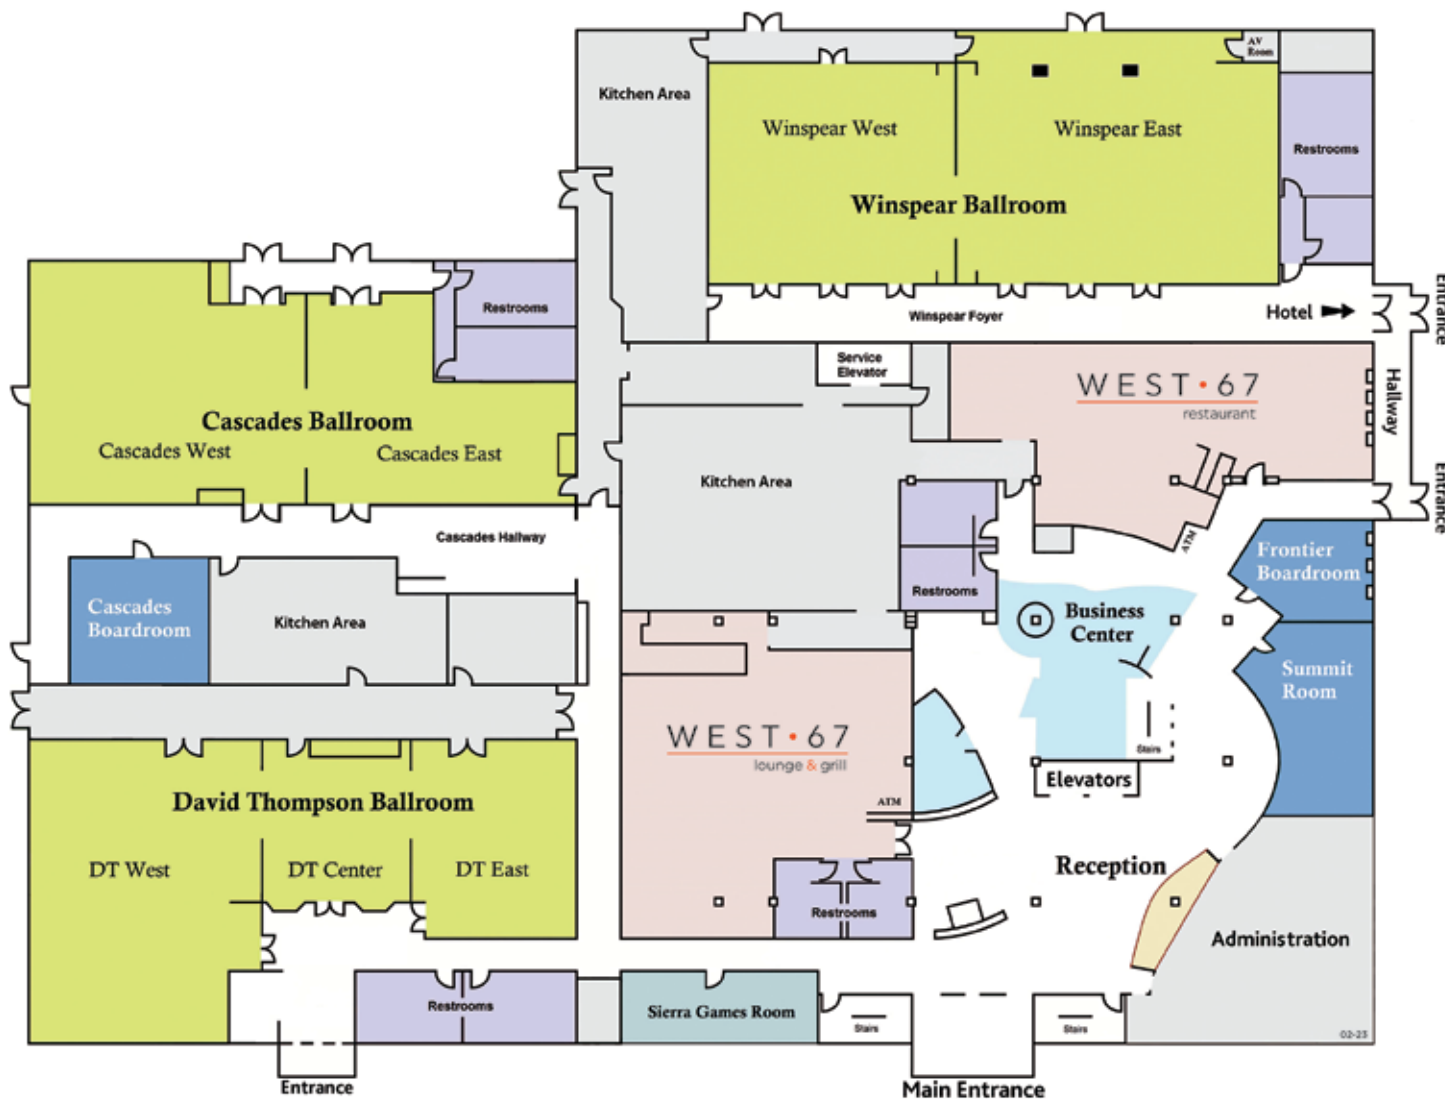 AV
Room
Kitchen Area
Winspear West
Winspear East
Restrooms
Winspear Ballroom
Entrance
Restrooms
Winspear Foyer
Hotel
Service
Elevator
WEST • 67
restaurant
Hallway
Cascades Ballroom
Cascades West
Cascades East
Kitchen Area
Entrance
Cascades Hallway
ATM
Frontier
Boardroom
Restrooms
Cascades
Boardroom
Kitchen Area
Business
Center
Summit
Room
WEST • 67
lounge & grill
Stairs
Elevators
David Thompson Ballroom
ATM
DT West
DT Center
DT East
Reception
Restrooms
Administration
Restrooms
Sierra Games Room
Stairs
Stairs
02-23
Entrance
Main Entrance